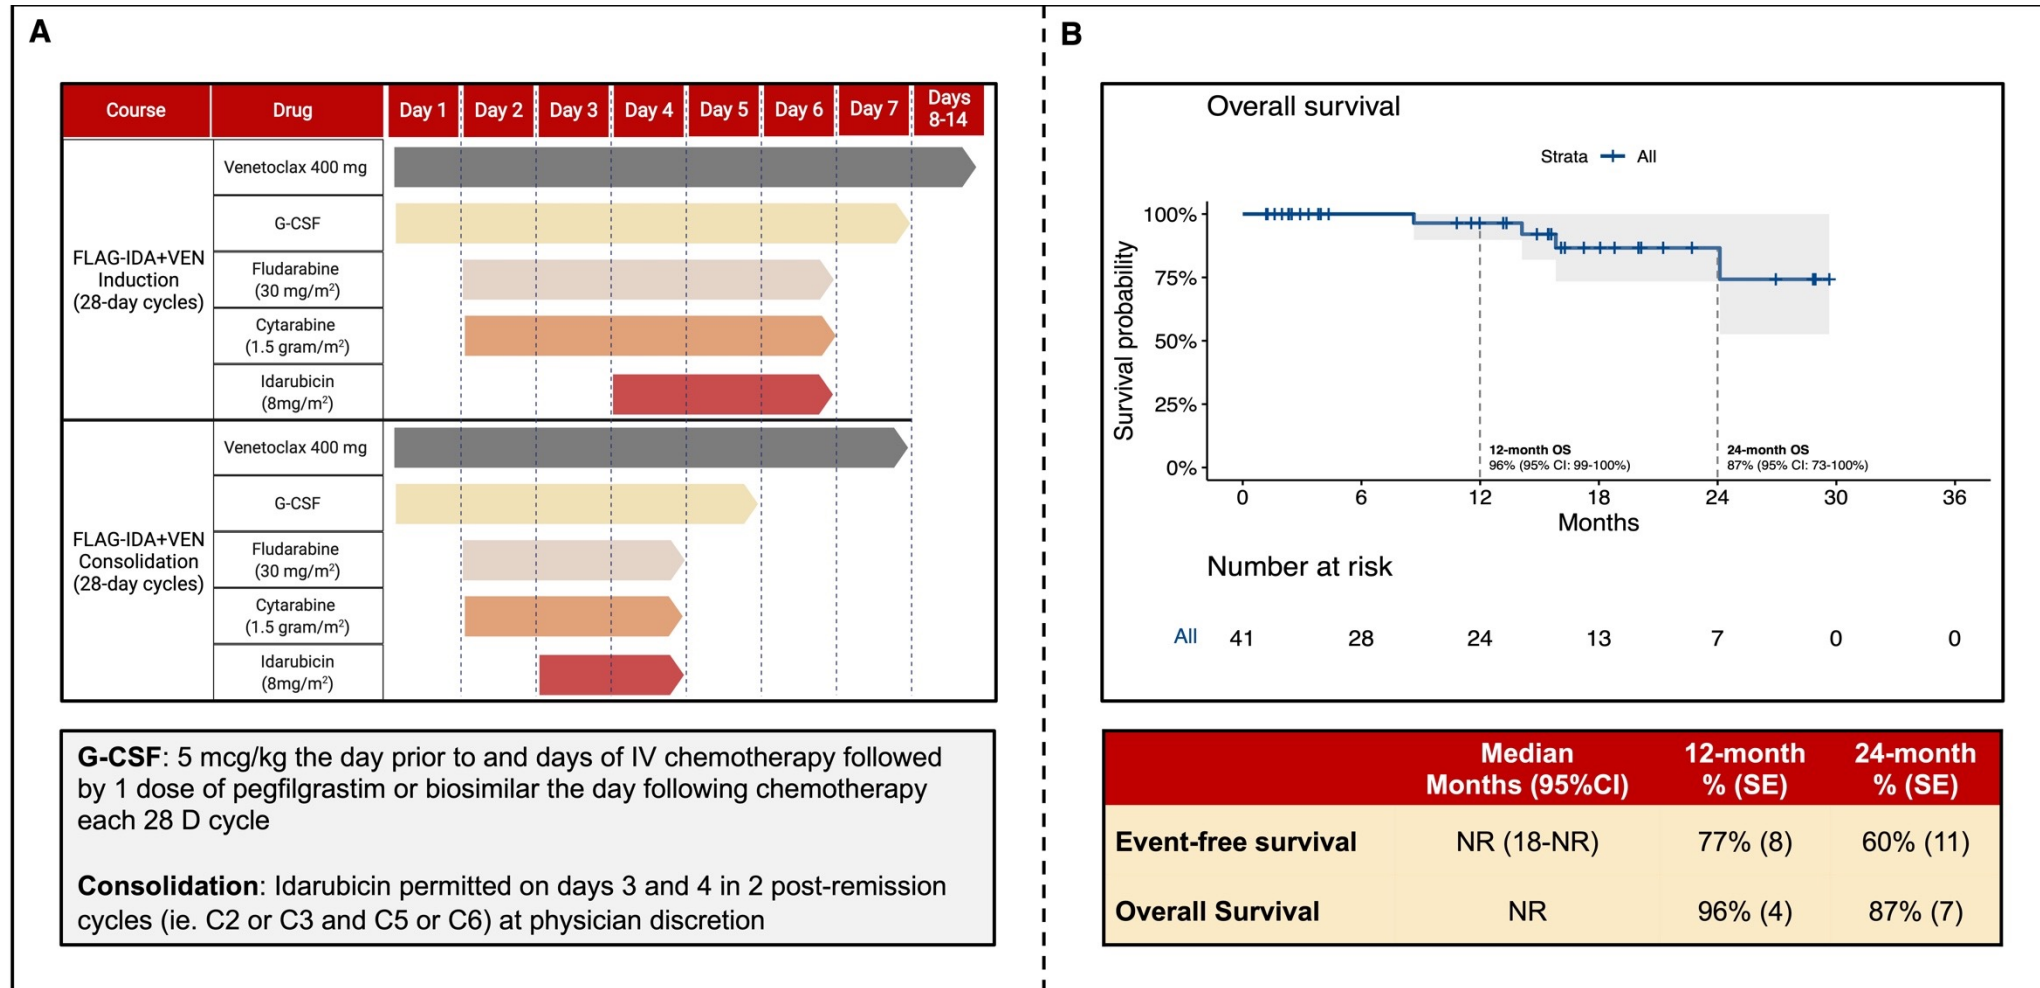 A
Course Drug Day 1 Day 2 Day 3 Day 4 Day 5 Day 6 Day 7 Days
8-14
FLAG-IDA+VEN
Induction
(28-day cycles)
Venetoclax 400 mg
G-CSF
Fludarabine
(30 mg/m²)
Cytarabine
(1.5 gram/m²)
Idarubicin
(8mg/m²)
FLAG-IDA+VEN
Consolidation
(28-day cycles)
Venetoclax 400 mg
G-CSF
Fludarabine
(30 mg/m²)
Cytarabine
(1.5 gram/m²)
Idarubicin
(8mg/m²)
G-CSF: 5 mcg/kg the day prior to and days of IV chemotherapy followed
by 1 dose of pegfilgrastim or biosimilar the day following chemotherapy
each 28 D cycle
Consolidation: Idarubicin permitted on days 3 and 4 in 2 post-remission
cycles (ie. C2 or C3 and C5 or C6) at physician discretion
B
Overall survival
Strata All
Survival probability
100%
75%
50%
25%
0%
12-month OS
96% (95% CI: 99-100%)
24-month OS
87% (95% CI: 73-100%)
0 6 12 18 24 30 36
Months
Number at risk
All 41 28 24 13 7 0 0
Median
Months (95%CI)
12-month
% (SE)
24-month
% (SE)
Event-free survival NR (18-NR) 77% (8) 60% (11)
Overall Survival NR 96% (4) 87% (7)